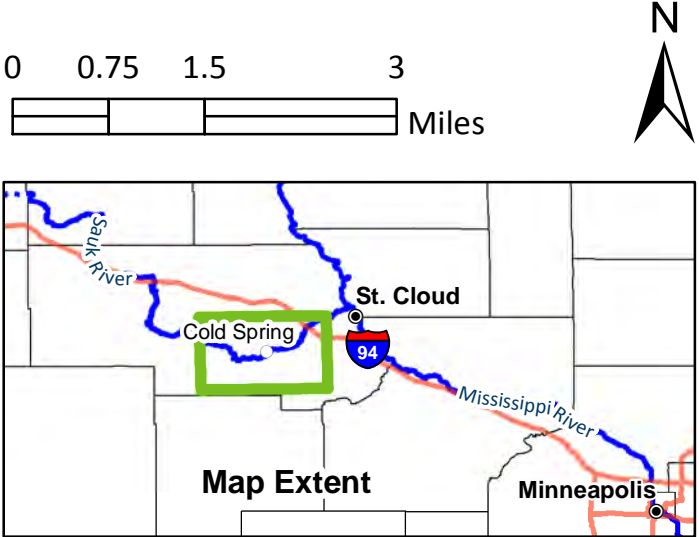 N
0 0.75 1.5 3
Miles
Sauk River
St. Cloud
Cold Spring
94
Mississippi River
Map Extent
Minneapolis